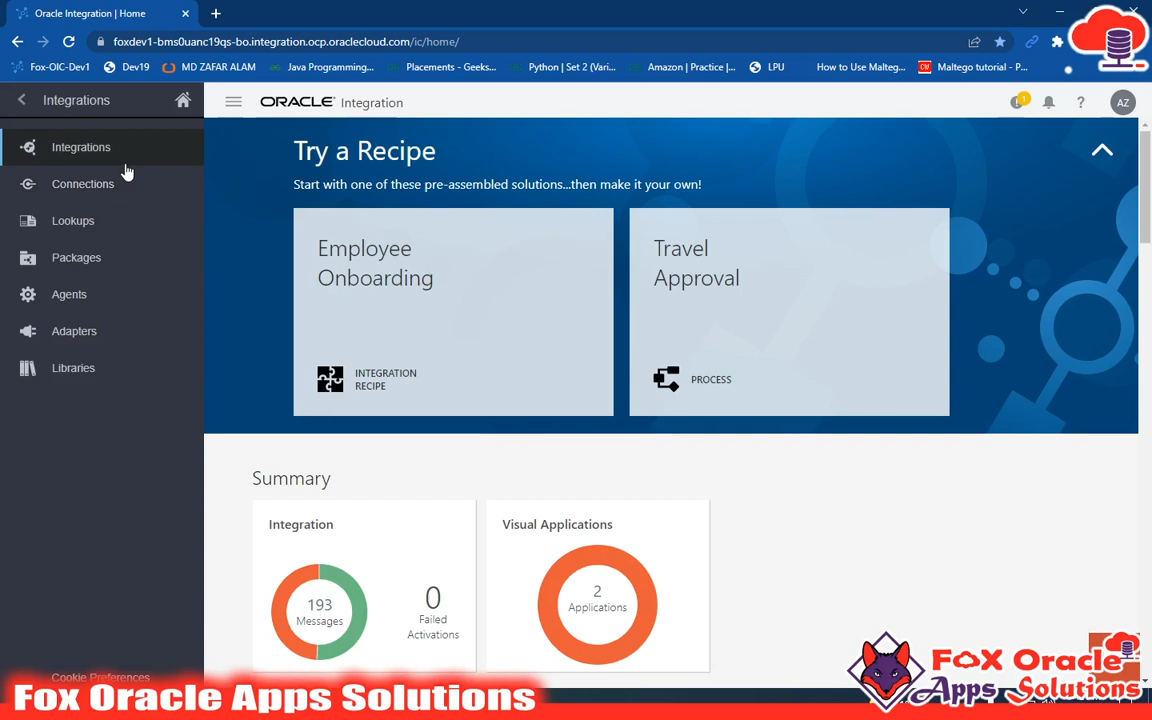 Oracle Integration | Home
foxdev1-bms0uanc19qs-bo.integration.ocp.oraclecloud.com/ic/home/
Fox-OIC-Dev1
Dev19
MD ZAFAR ALAM
Java Programming...
Placements - Geeks...
Python | Set 2 (Vari...
Amazon | Practice |...
LPU
How to Use Malteg...
Maltego tutorial - P...
Integrations
ORACLE Integration
1
AZ
Integrations
Connections
Lookups
Packages
Agents
Adapters
Libraries
Cookie Preferences
Try a Recipe
Start with one of these pre-assembled solutions...then make it your own!
Employee
Onboarding
INTEGRATION
RECIPE
Travel
Approval
PROCESS
Summary
Integration
193
Messages
0
Failed
Activations
Visual Applications
2
Applications
Fox Oracle Apps Solutions
FOX Oracle
Apps Solutions